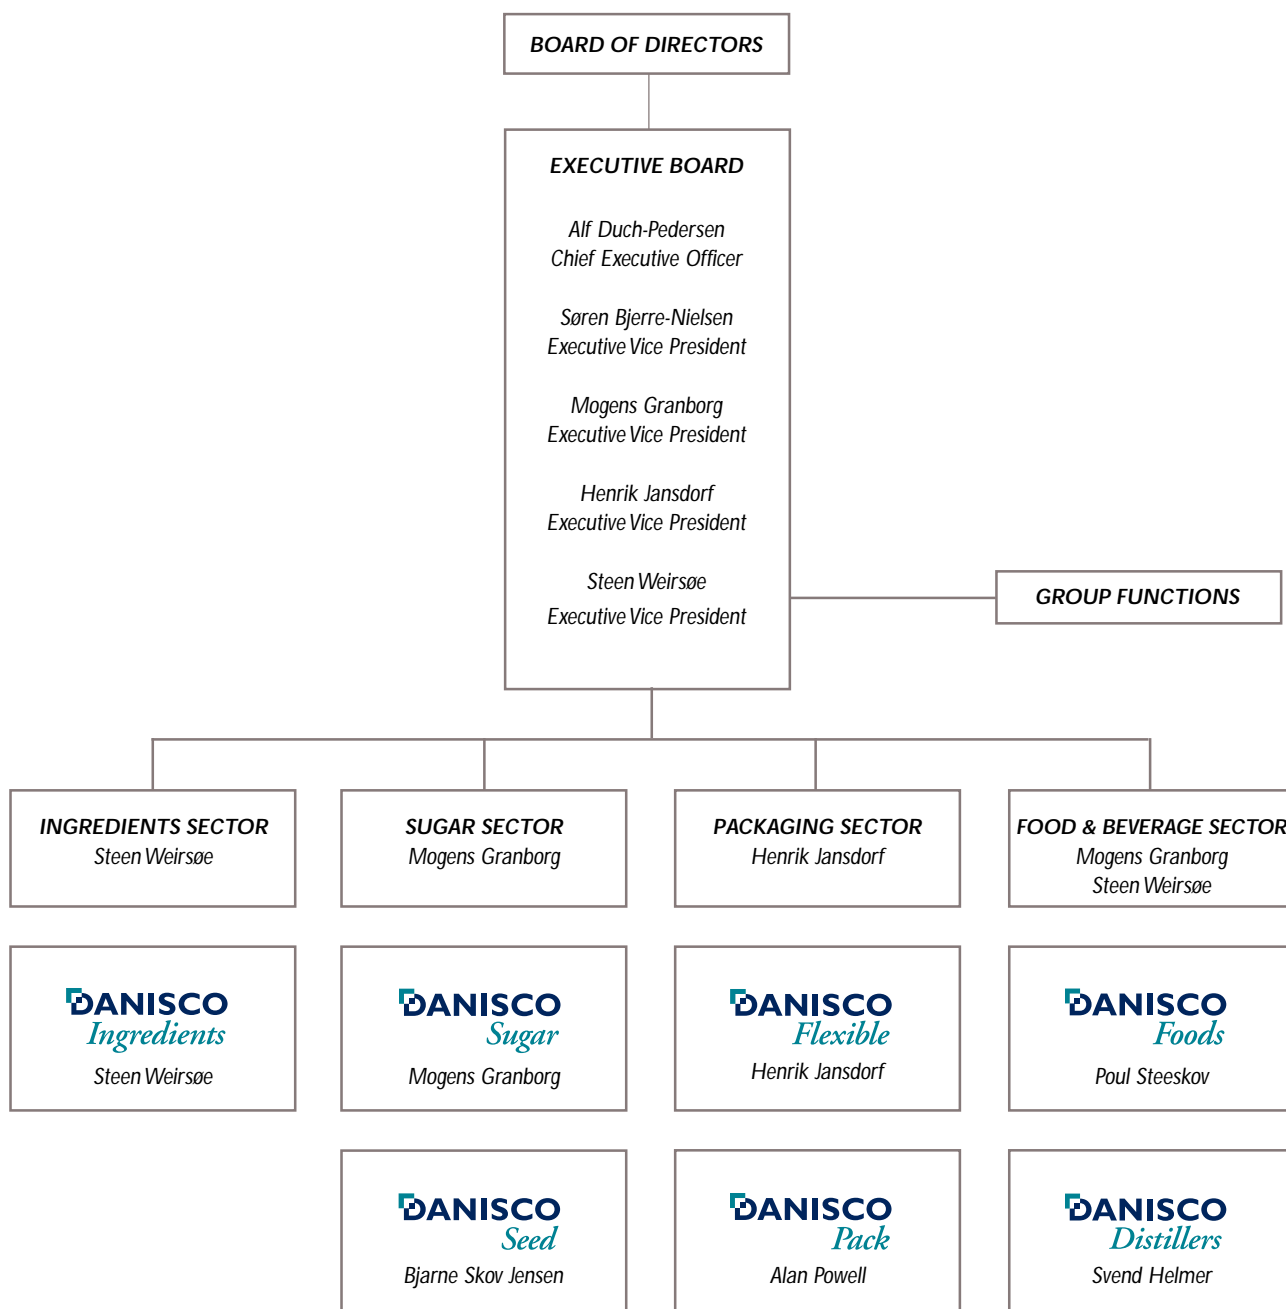 BOARD OF DIRECTORS
EXECUTIVE BOARD
Alf Duch-Pedersen
Chief Executive Officer
Søren Bjerre-Nielsen
Executive Vice President
Mogens Granborg
Executive Vice President
Henrik Jansdorf
Executive Vice President
Steen Weirsøe
Executive Vice President
GROUP FUNCTIONS
INGREDIENTS SECTOR
Steen Weirsøe
SUGAR SECTOR
Mogens Granborg
PACKAGING SECTOR
Henrik Jansdorf
FOOD & BEVERAGE SECTOR
Mogens Granborg
Steen Weirsøe
DANISCO
Ingredients
Steen Weirsøe
DANISCO
Sugar
Mogens Granborg
DANISCO
Flexible
Henrik Jansdorf
DANISCO
Foods
Poul Steeskov
DANISCO
Seed
Bjarne Skov Jensen
DANISCO
Pack
Alan Powell
DANISCO
Distillers
Svend Helmer